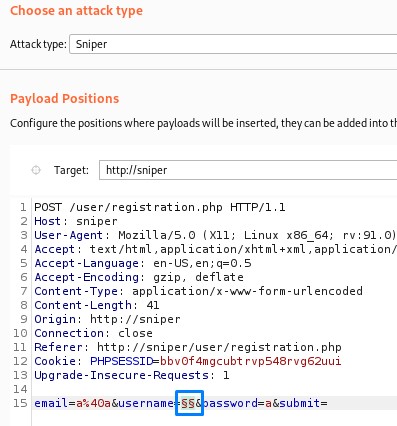 Choose an attack type
Attack type: Sniper
Payload Positions
Configure the positions where payloads will be inserted, they can be added into th
Target: http://sniper
1 POST /user/registration.php HTTP/1.1
2 Host: sniper
3 User-Agent: Mozilla/5.0 (X11; Linux x86_64; rv:91.0)
4 Accept: text/html,application/xhtml+xml,application/
5 Accept-Language: en-US,en;q=0.5
6 Accept-Encoding: gzip, deflate
7 Content-Type: application/x-www-form-urlencoded
8 Content-Length: 41
9 Origin: http://sniper
10 Connection: close
11 Referer: http://sniper/user/registration.php
12 Cookie: PHPSESSID=bbv0f4mgcubtrvp548rvg62uui
13 Upgrade-Insecure-Requests: 1
14
15 email=a%40a&username=§§&password=a&submit=